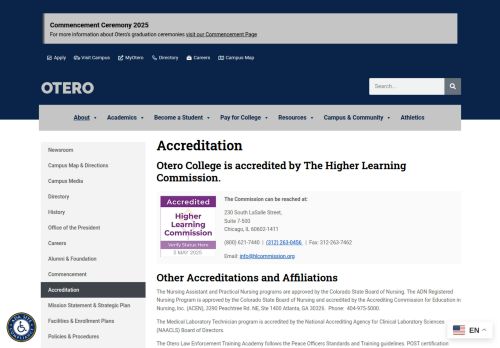 Commencement Ceremony 2025
For more information about Otero's graduation ceremonies visit our Commencement Page
Apply Visit Campus MyOtero Directory Careers Campus Map
OTERO
Search...
About Academics Become a Student Pay for College Resources Campus & Community Athletics
Newsroom
Campus Map & Directions
Campus Media
Directory
History
Office of the President
Careers
Alumni & Foundation
Commencement
Accreditation
Mission Statement & Strategic Plan
Facilities & Enrollment Plans
Policies & Procedures
Accreditation
Otero College is accredited by The Higher Learning
Commission.
Accredited
Higher
Learning
Commission
Verify Status Here
3 MAY 2025
The Commission can be reached at:
230 South LaSalle Street,
Suite 7-500
Chicago, IL 60602-1411
(800) 621-7440 | (312) 263-0456 | Fax: 312-263-7462
Email: info@hlcommission.org
Other Accreditations and Affiliations
The Nursing Assistant and Practical Nursing programs are approved by the Colorado State Board of Nursing. The ADN Registered
Nursing Program is approved by the Colorado State Board of Nursing and accredited by the Accrediting Commission for Education in
Nursing, Inc. (ACEN), 3390 Peachtree Rd. NE, Ste 1400 Atlanta, GA 30326. Phone: 404-975-5000.
The Medical Laboratory Technician program is accredited by the National Accrediting Agency for Clinical Laboratory Sciences
(NAACLS) Board of Directors.
The Otero Law Enforcement Training Academy follows the Peace Officers Standards and Training guidelines. POST certification
EN